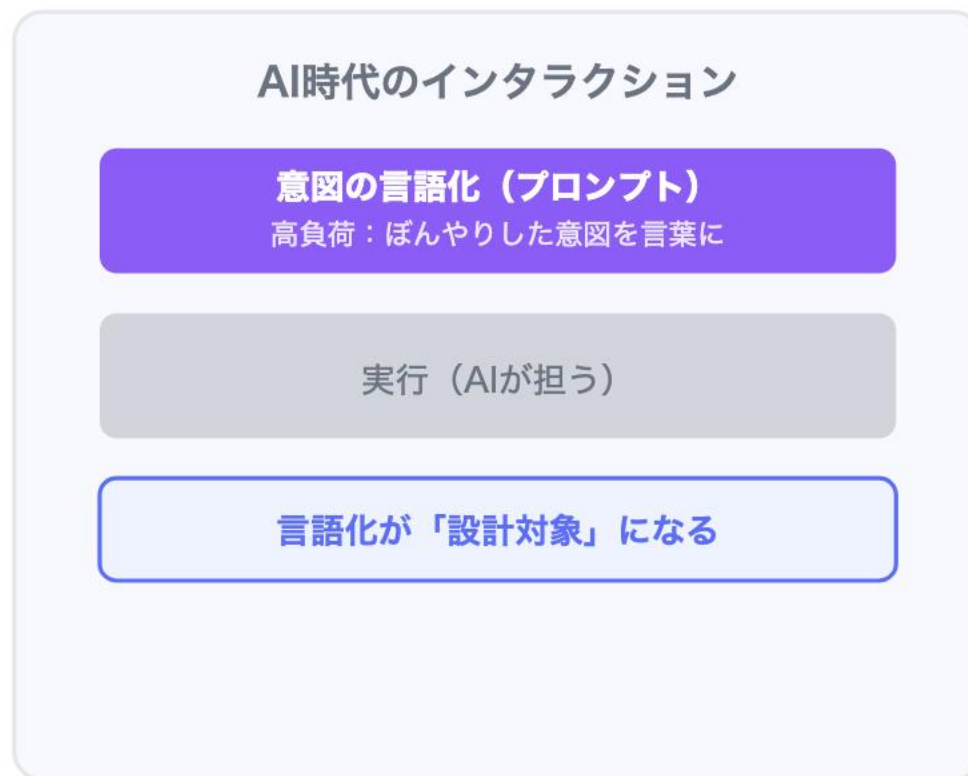 AI時代のインタラクション
意図の言語化（プロンプト）
高負荷：ぼんやりした意図を言葉に
実行（AIが担う）
言語化が「設計対象」になる